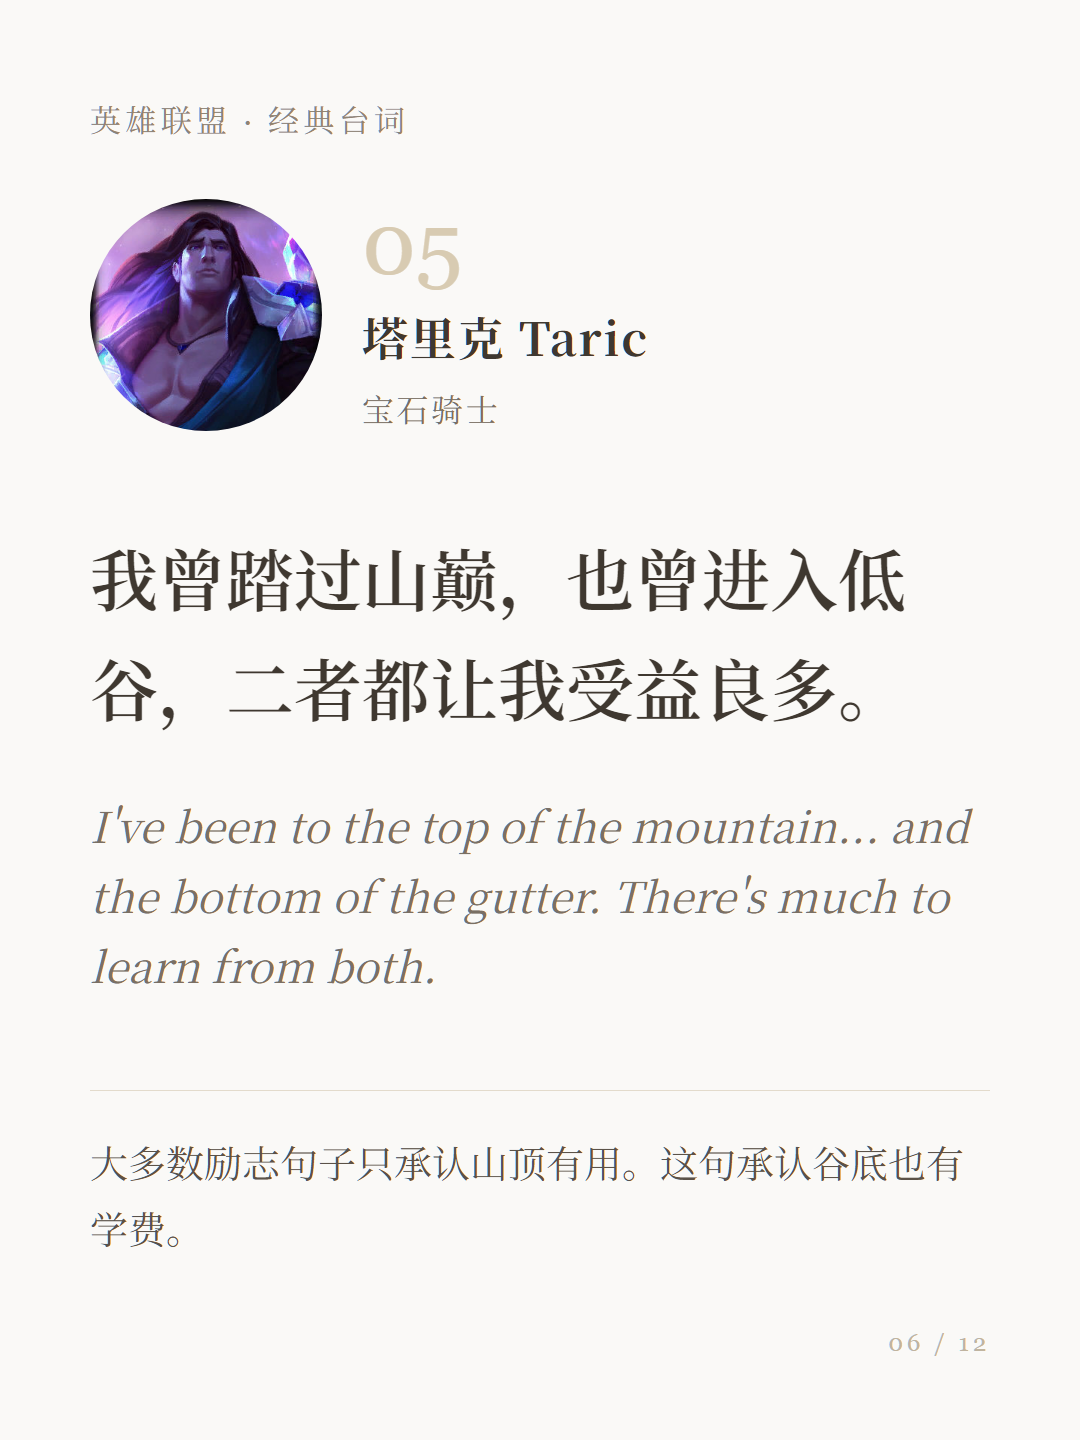 英雄联盟 · 经典台词
05
塔里克 Taric
宝石骑士
我曾踏过山巅，也曾进入低
谷，二者都让我受益良多。
I've been to the top of the mountain... and
the bottom of the gutter. There's much to
learn from both.
大多数励志句子只承认山顶有用。这句承认谷底也有
学费。
06 / 12